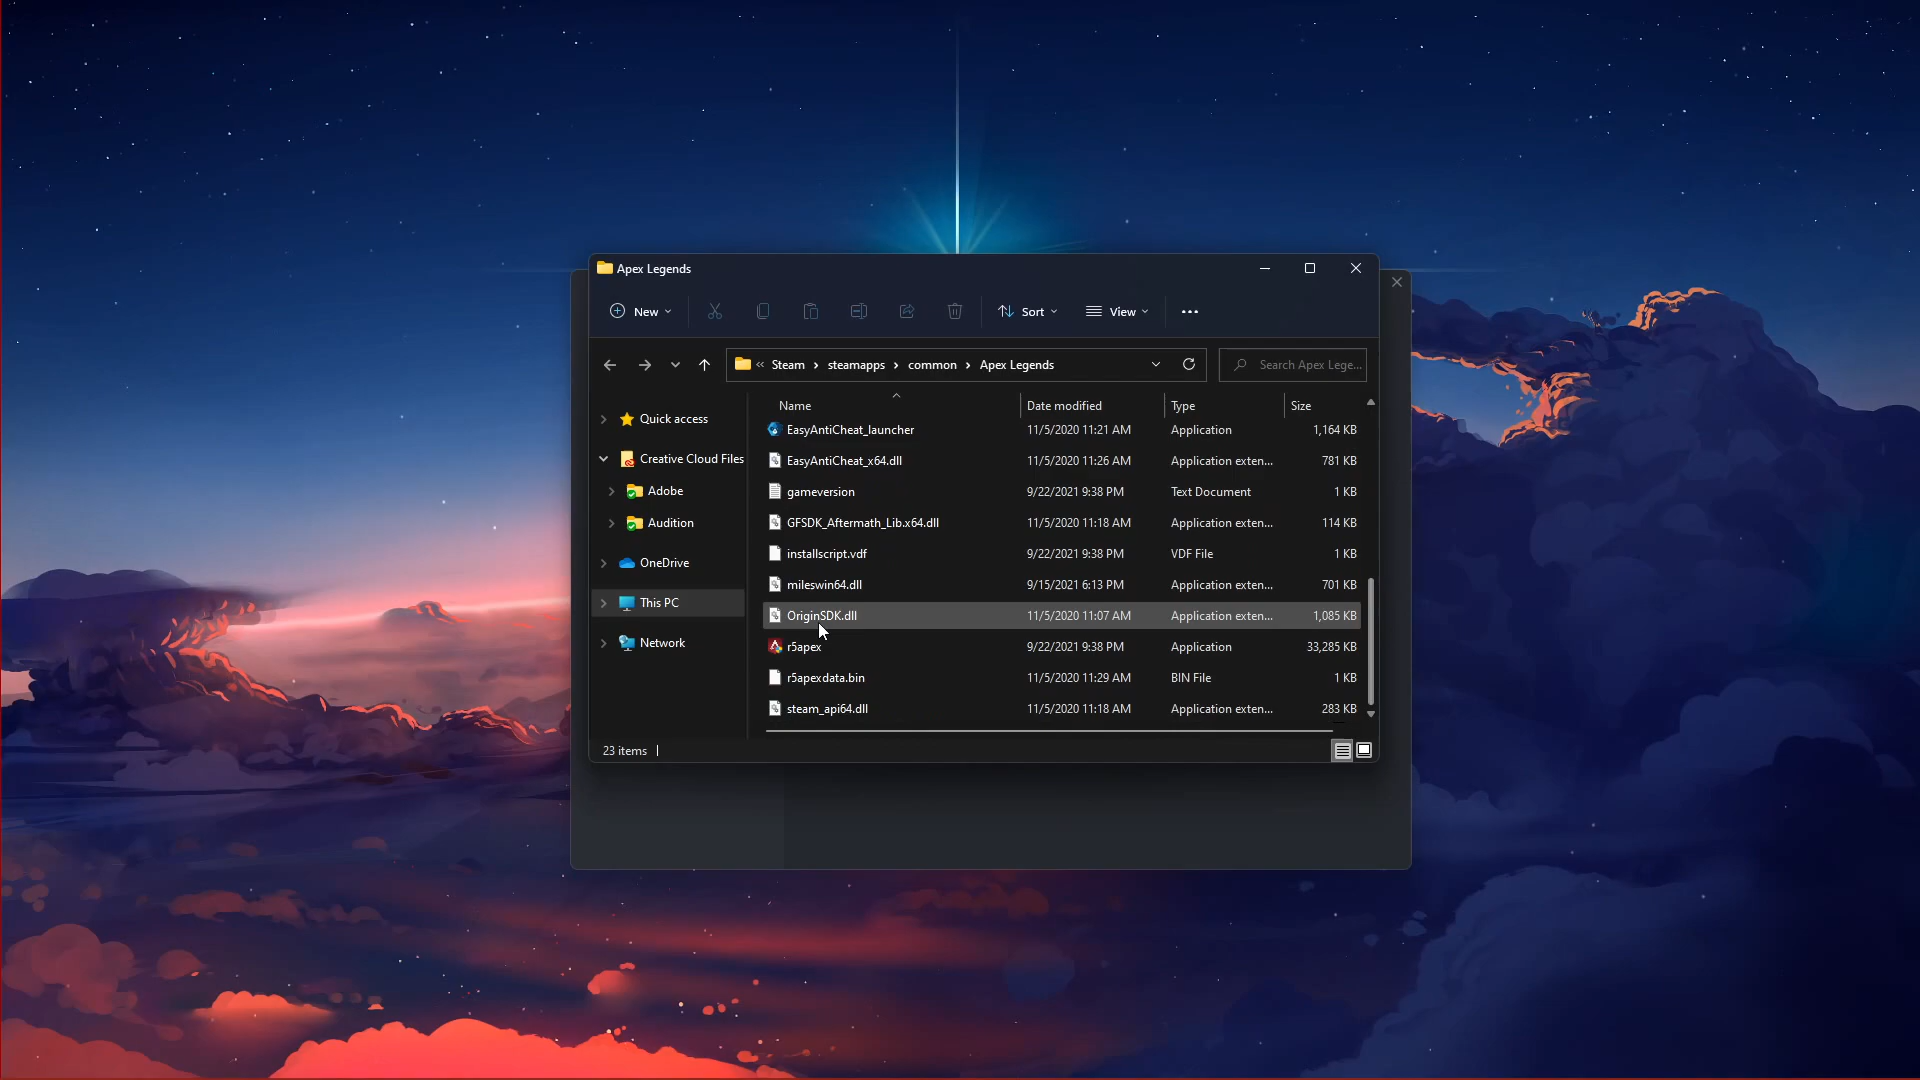 Apex Legends
New
Sort
View
« Steam › steamapps › common › Apex Legends
Search Apex Lege...
Quick access
Creative Cloud Files
Adobe
Audition
OneDrive
This PC
Network
Name Date modified Type Size
EasyAntiCheat_launcher 11/5/2020 11:21 AM Application 1,164 KB
EasyAntiCheat_x64.dll 11/5/2020 11:26 AM Application exten... 781 KB
gameversion 9/22/2021 9:38 PM Text Document 1 KB
GFSDK_Aftermath_Lib.x64.dll 11/5/2020 11:18 AM Application exten... 114 KB
installscript.vdf 9/22/2021 9:38 PM VDF File 1 KB
mileswin64.dll 9/15/2021 6:13 PM Application exten... 701 KB
OriginSDK.dll 11/5/2020 11:07 AM Application exten... 1,085 KB
r5apex 9/22/2021 9:38 PM Application 33,285 KB
r5apexdata.bin 11/5/2020 11:29 AM BIN File 1 KB
steam_api64.dll 11/5/2020 11:18 AM Application exten... 283 KB
23 items